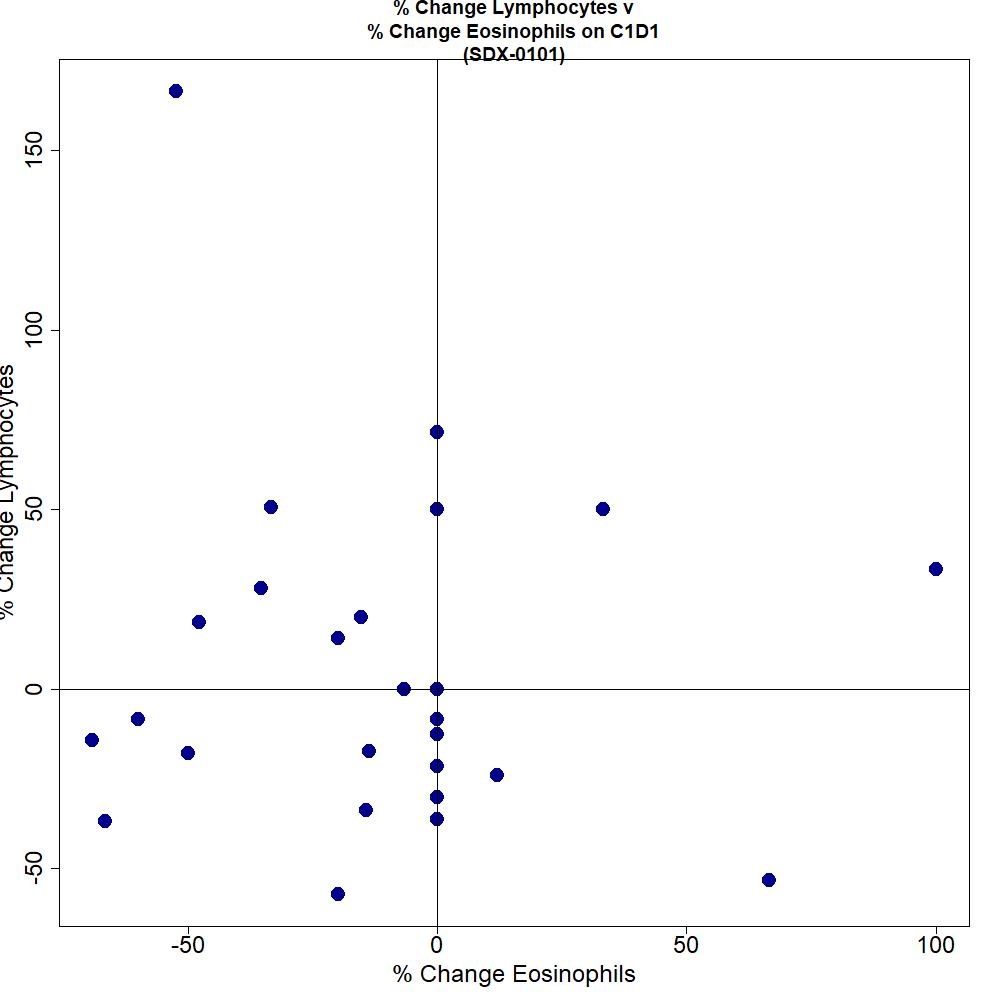 % Change Lymphocytes v
% Change Eosinophils on C1D1
(SDX-0101)
% Change Lymphocytes
150
100
50
0
-50
-50
0
50
100
% Change Eosinophils